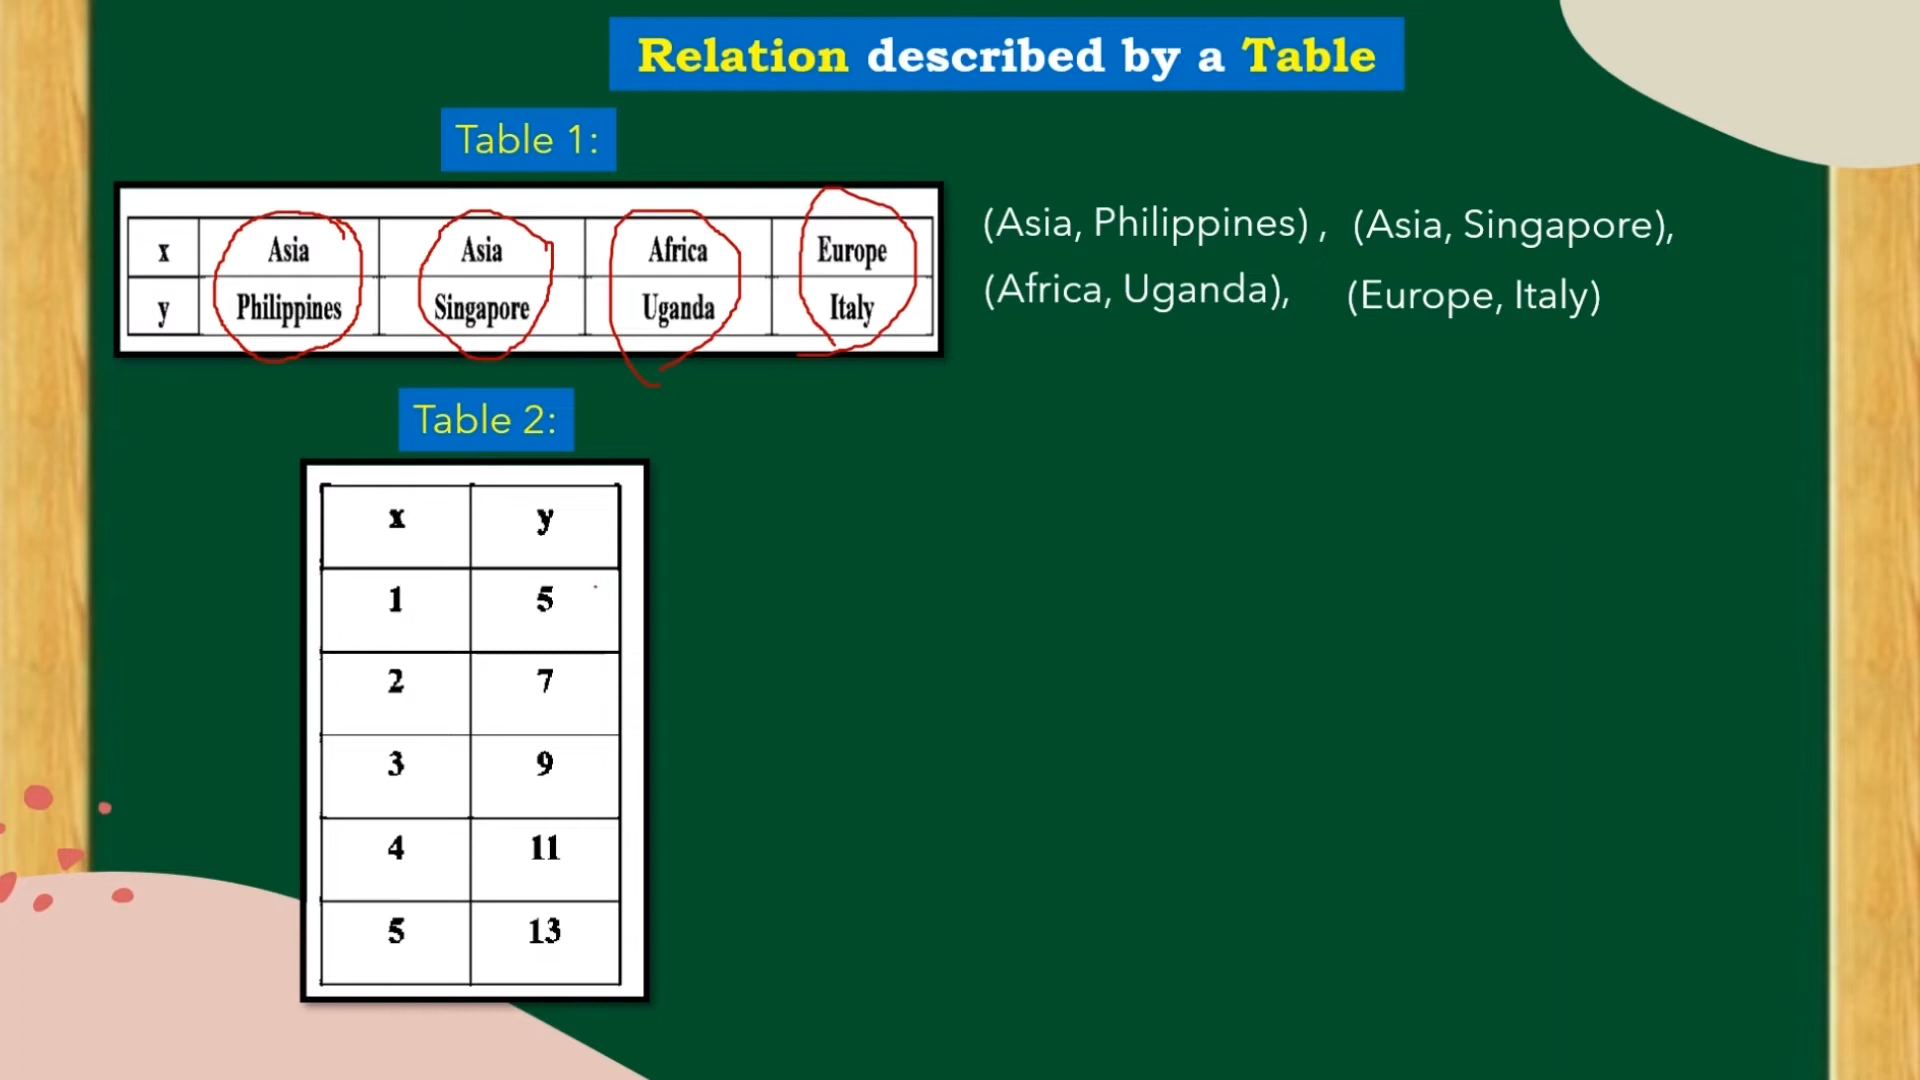 Relation described by a Table
Table 1:
x Asia Asia Africa Europe
y Philippines Singapore Uganda Italy
(Asia, Philippines) , (Asia, Singapore),
(Africa, Uganda), (Europe, Italy)
Table 2:
x y
1 5
2 7
3 9
4 11
5 13